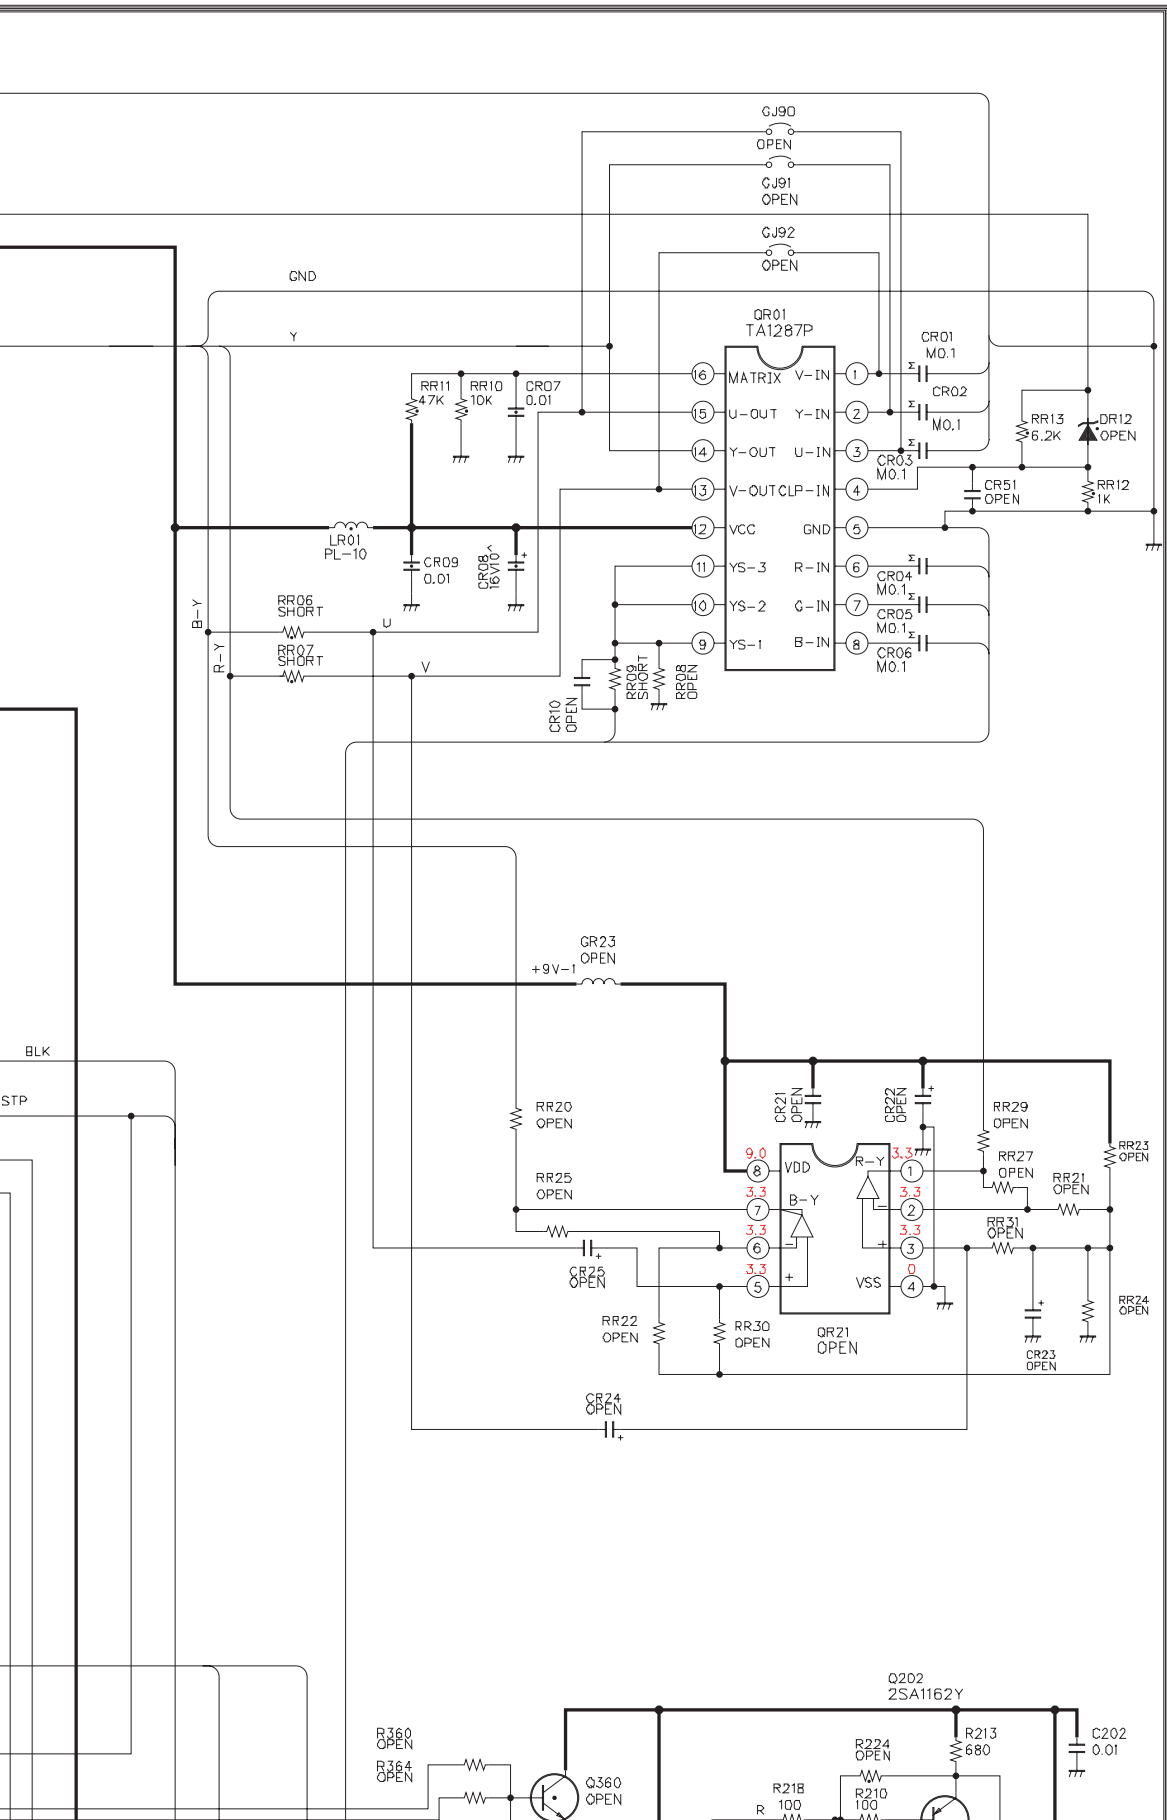 GJ90
OPEN
GJ91
OPEN
GJ92
OPEN
GND
Y
QR01
TA1287P
16 MATRIX V-IN 1
15 U-OUT Y-IN 2
14 Y-OUT U-IN 3
13 V-OUT CLP-IN 4
12 VCC GND 5
11 YS-3 R-IN 6
10 YS-2 G-IN 7
9 YS-1 B-IN 8
RR11
47K
RR10
10K
CR07
0.01
CR01
M0.1
CR02
M0.1
CR03
M0.1
RR13
6.2K
DR12
OPEN
CR51
OPEN
RR12
1K
LR01
PL-10
CR09
0.01
CR08
16V10^
+
CR04
M0.1
CR05
M0.1
CR06
M0.1
Σ
Σ
Σ
Σ
Σ
Σ
B-Y
R-Y
RR06
SHORT
RR07
SHORT
U
V
CR10
OPEN
RR09
SHORT
RR08
OPEN
GR23
OPEN
+9V-1
BLK
STP
RR20
OPEN
RR25
OPEN
CR21
OPEN
CR22
OPEN
+
RR29
OPEN
RR27
OPEN
RR21
OPEN
RR23
OPEN
9.0
8 VDD
3.3
7 B-Y
3.3
6 -
3.3
5 +
3.3
R-Y 1
3.3
- 2
3.3
+ 3
0
VSS 4
QR21
OPEN
RR31
OPEN
RR24
OPEN
CR23
OPEN
+
CR25
OPEN
+
RR22
OPEN
RR30
OPEN
CR24
OPEN
+
Q202
2SA1162Y
R360
OPEN
R364
OPEN
Q360
OPEN
R224
OPEN
R213
680
C202
0.01
R218
100
R210
100
R